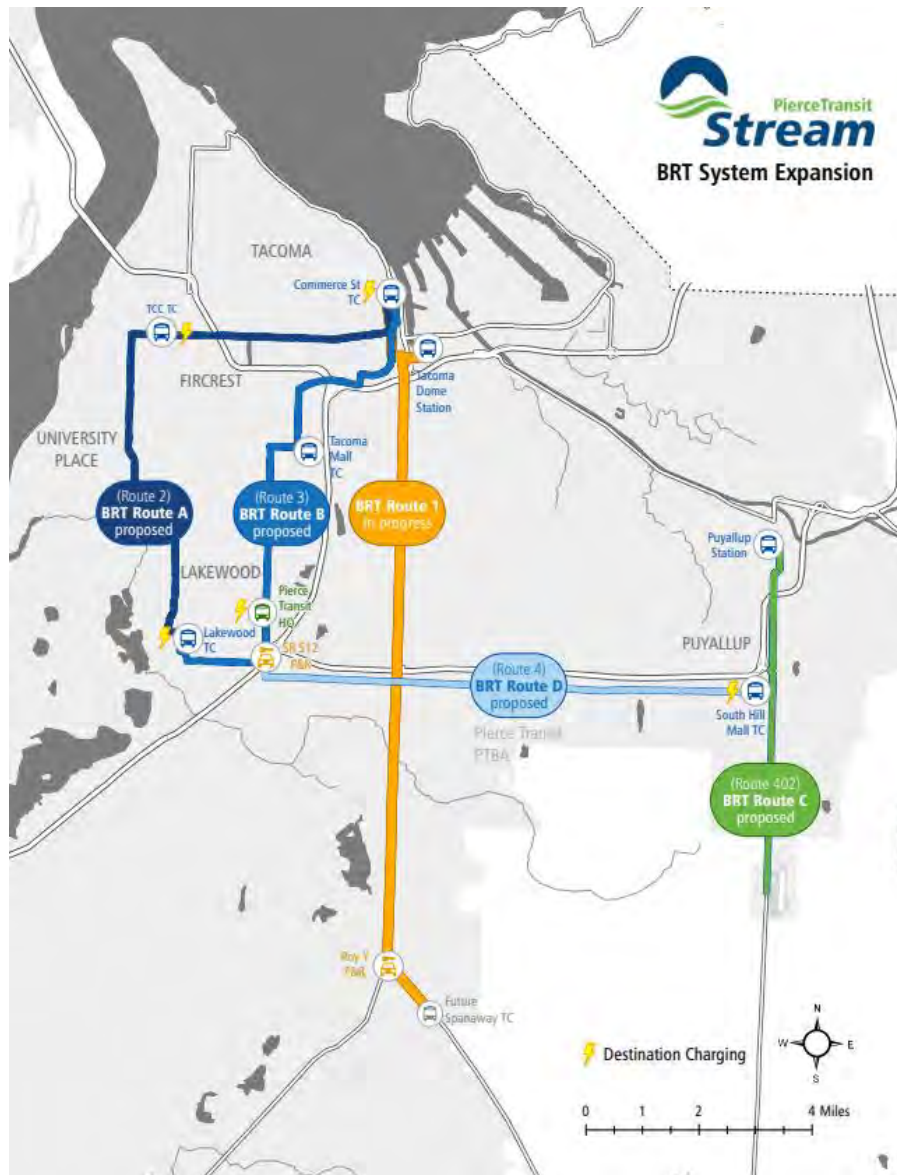 PierceTransit
Stream
BRT System Expansion
TACOMA
Commerce St
TC
TCC TC
FIRCREST
Tacoma
Dome
Station
UNIVERSITY
PLACE
Tacoma
Mall
TC
(Route 2)
BRT Route A
proposed
(Route 3)
BRT Route B
proposed
BRT Route 1
in progress
Puyallup
Station
LAKEWOOD
Pierce
Transit
HQ
Lakewood
TC
SR 512
P&R
PUYALLUP
(Route 4)
BRT Route D
proposed
South Hill
Mall TC
Pierce Transit
PTBA
(Route 402)
BRT Route C
proposed
Roy Y
P&R
Future
Spanaway TC
Destination Charging
N
W
E
S
0 1 2 4 Miles